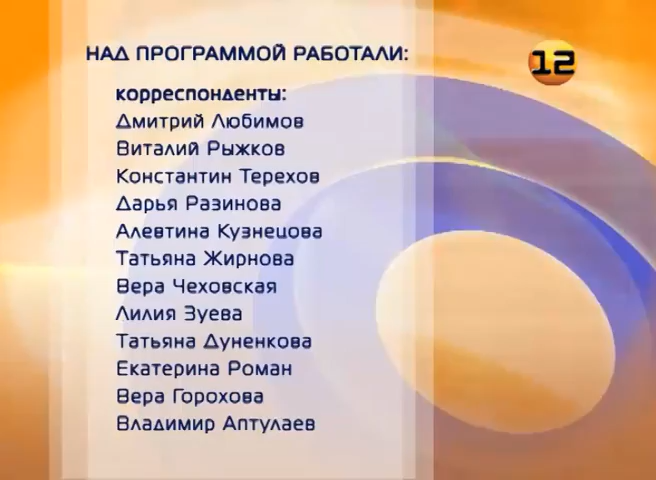 НАД ПРОГРАММОЙ РАБОТАЛИ:
12
корреспонденты:
Дмитрий Любимов
Виталий Рыжков
Константин Терехов
Дарья Разинова
Алевтина Кузнецова
Татьяна Жирнова
Вера Чеховская
Лилия Зуева
Татьяна Дуненкова
Екатерина Роман
Вера Горохова
Владимир Аптулаев